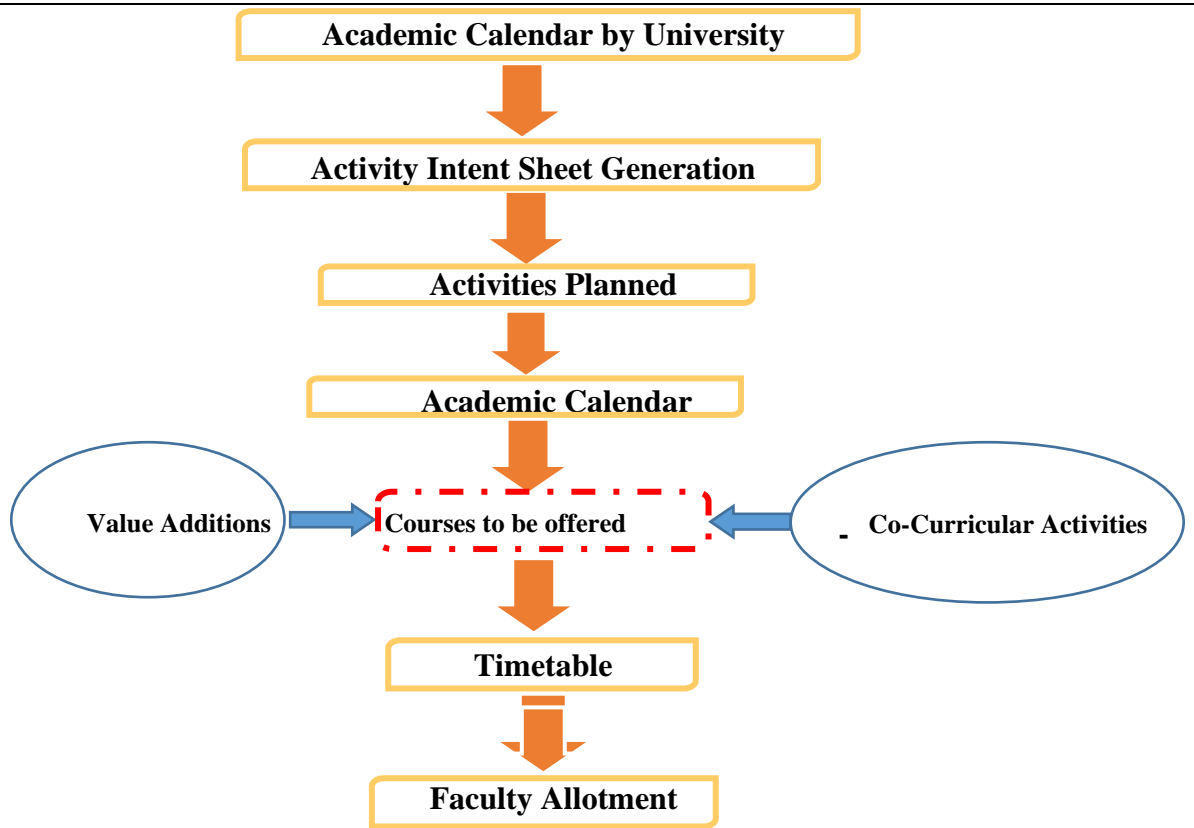 Academic Calendar by University
Activity Intent Sheet Generation
Activities Planned
Academic Calendar
Value Additions
Courses to be offered
- Co-Curricular Activities
Timetable
Faculty Allotment